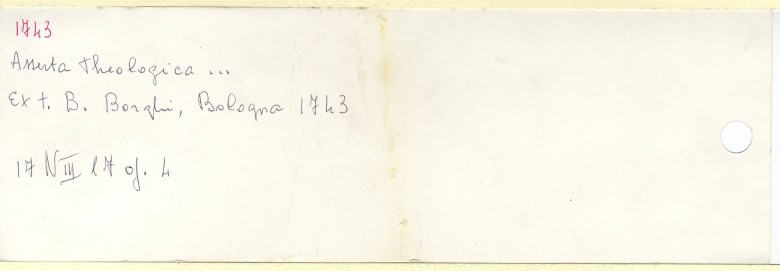 1743
Asserta Theologica ...
Ex t. B. Borghi, Bologna 1743
17 N III 17 of. 4